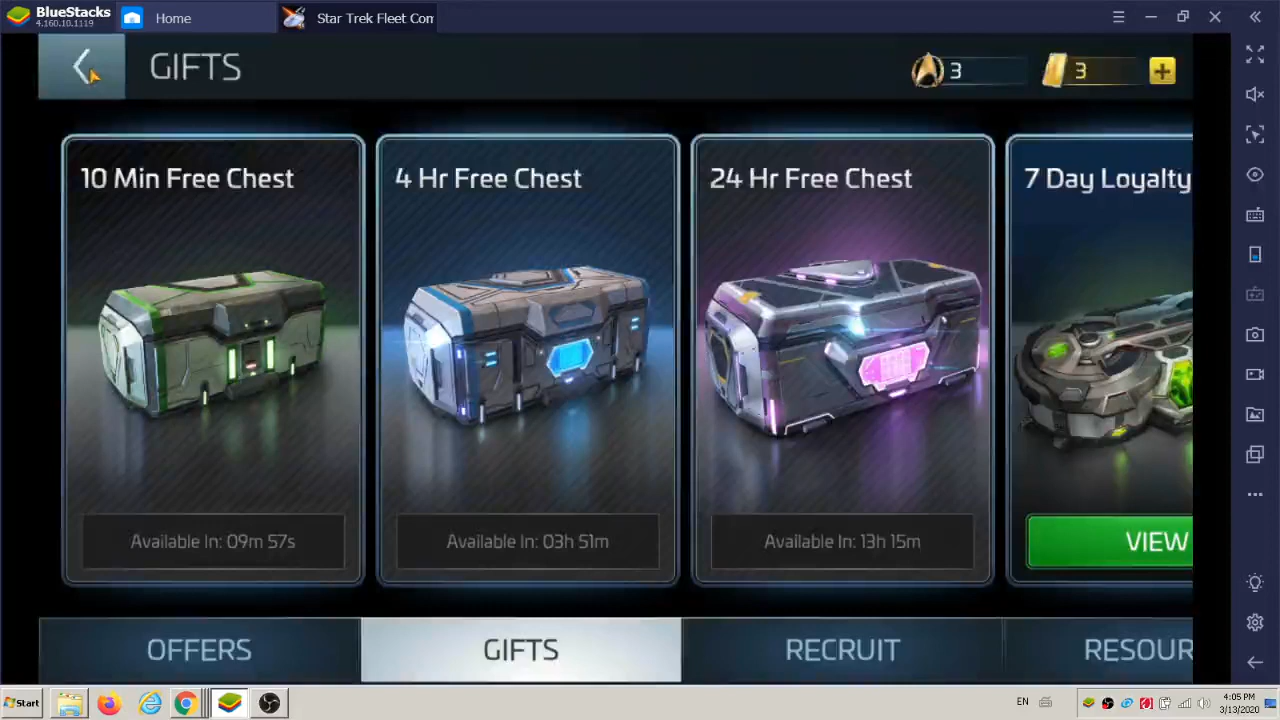 BlueStacks
4.160.10.1119
Home
Star Trek Fleet Con
GIFTS
3
3
10 Min Free Chest
4 Hr Free Chest
24 Hr Free Chest
7 Day Loyalty
Available In: 09m 57s
Available In: 03h 51m
Available In: 13h 15m
VIEW
OFFERS
GIFTS
RECRUIT
RESOUR
Start
EN
4:05 PM
3/13/2020